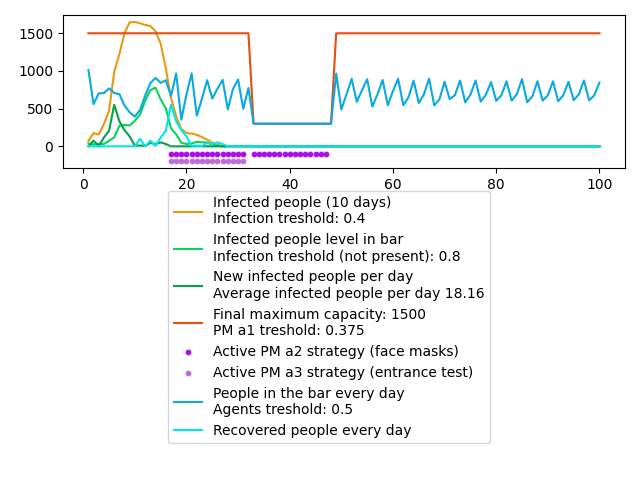 1500
1000
500
0
0
20
40
60
80
100
Infected people (10 days)
Infection treshold: 0.4
Infected people level in bar
Infection treshold (not present): 0.8
New infected people per day
Average infected people per day 18.16
Final maximum capacity: 1500
PM a1 treshold: 0.375
Active PM a2 strategy (face masks)
Active PM a3 strategy (entrance test)
People in the bar every day
Agents treshold: 0.5
Recovered people every day